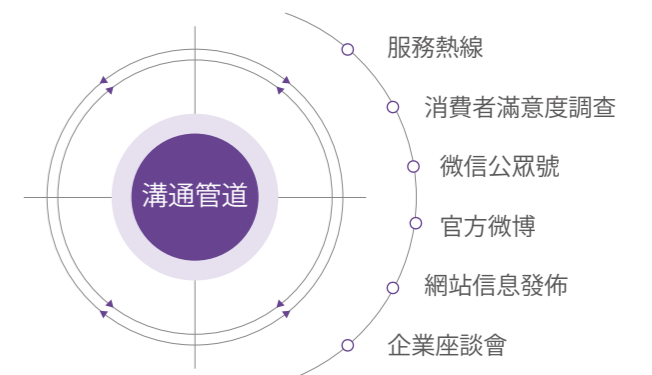 溝通管道
服務熱線
消費者滿意度調查
微信公眾號
官方微博
網站信息發佈
企業座談會